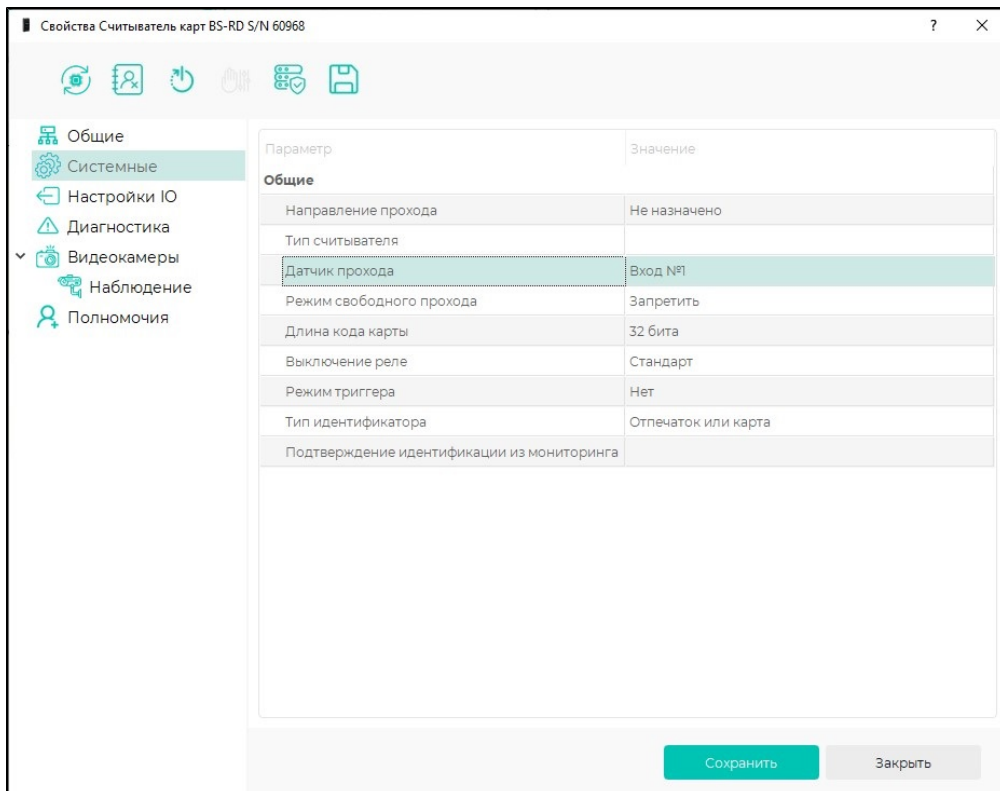 Свойства Считыватель карт BS-RD S/N 60968
?
Общие
Системные
Настройки IO
Диагностика
Видеокамеры
Наблюдение
Полномочия
Параметр Значение
Общие
Направление прохода Не назначено
Тип считывателя
Датчик прохода Вход №1
Режим свободного прохода Запретить
Длина кода карты 32 бита
Выключение реле Стандарт
Режим триггера Нет
Тип идентификатора Отпечаток или карта
Подтверждение идентификации из мониторинга
Сохранить Закрыть